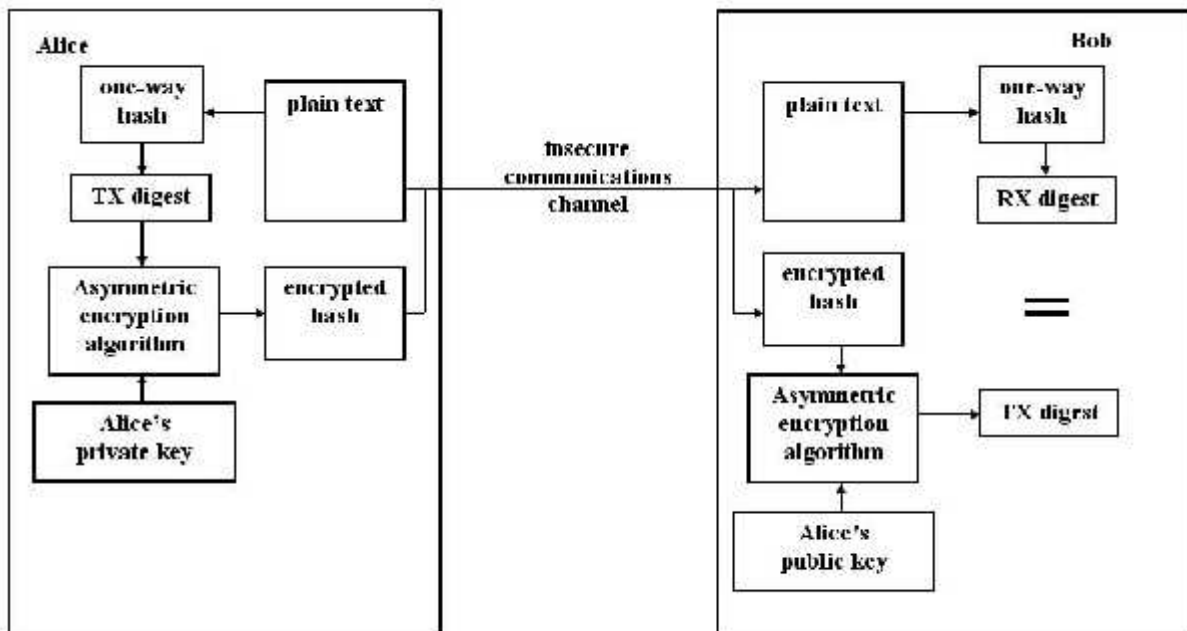 Alice
one-way
hash
plain text
TX digest
Asymmetric
encryption
algorithm
encrypted
hash
Alice's
private key
insecure
communications
channel
Bob
plain text
one-way
hash
RX digest
encrypted
hash
=
Asymmetric
encryption
algorithm
TX digest
Alice's
public key